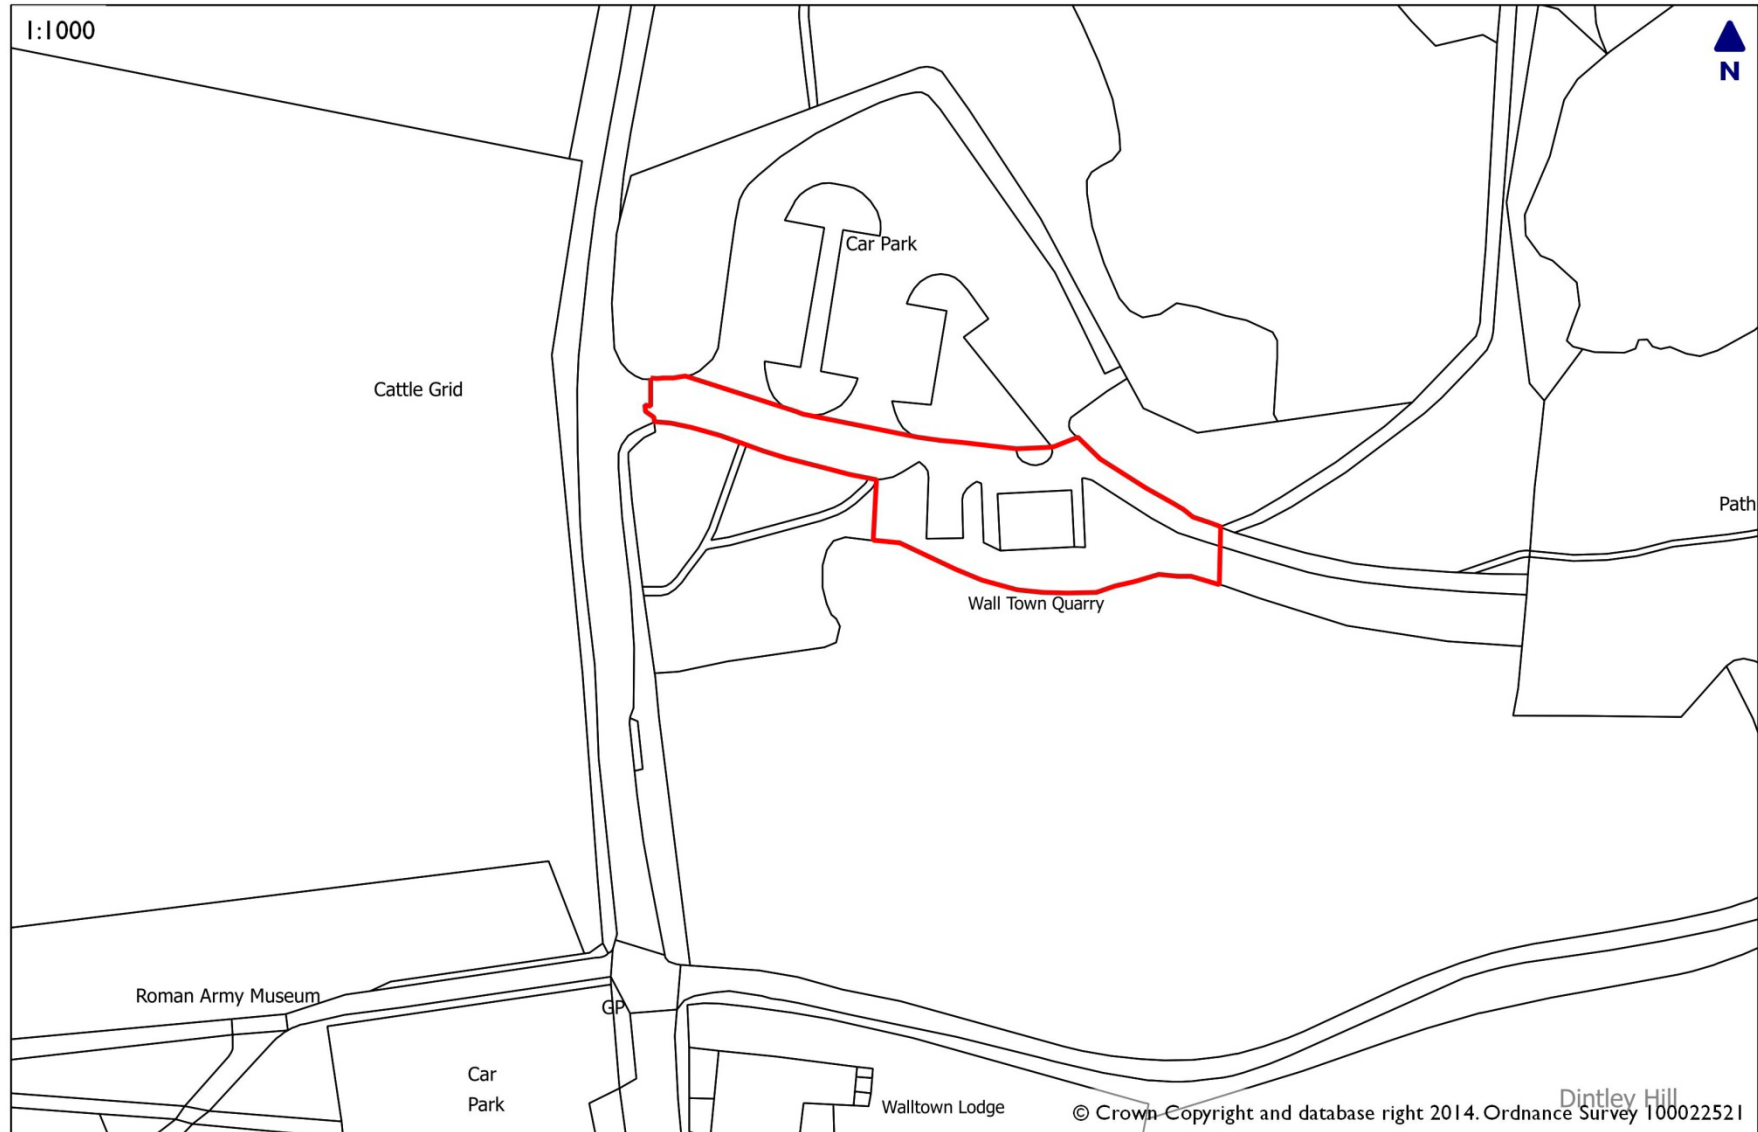 1:1000
N
Car Park
Cattle Grid
Path
Wall Town Quarry
Roman Army Museum
GP
Car
Park
Walltown Lodge
Dintley Hill
© Crown Copyright and database right 2014. Ordnance Survey 100022521